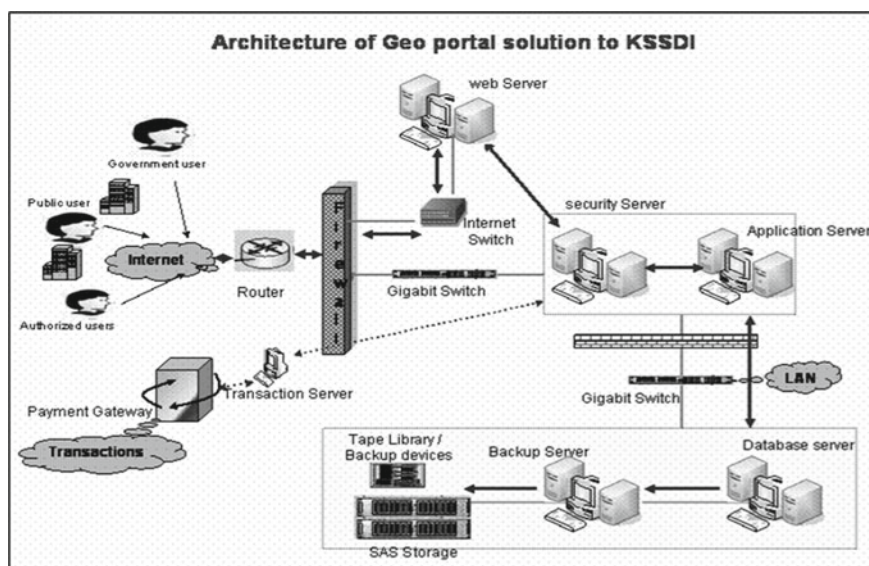 Architecture of Geo portal solution to KSSDI
web Server
Government user
Public user
Internet
Authorized users
Router
Firewall
Internet
Switch
Gigabit Switch
security Server
Application Server
Payment Gateway
Transaction Server
Transactions
Gigabit Switch
LAN
Tape Library /
Backup devices
Backup Server
Database server
SAS Storage